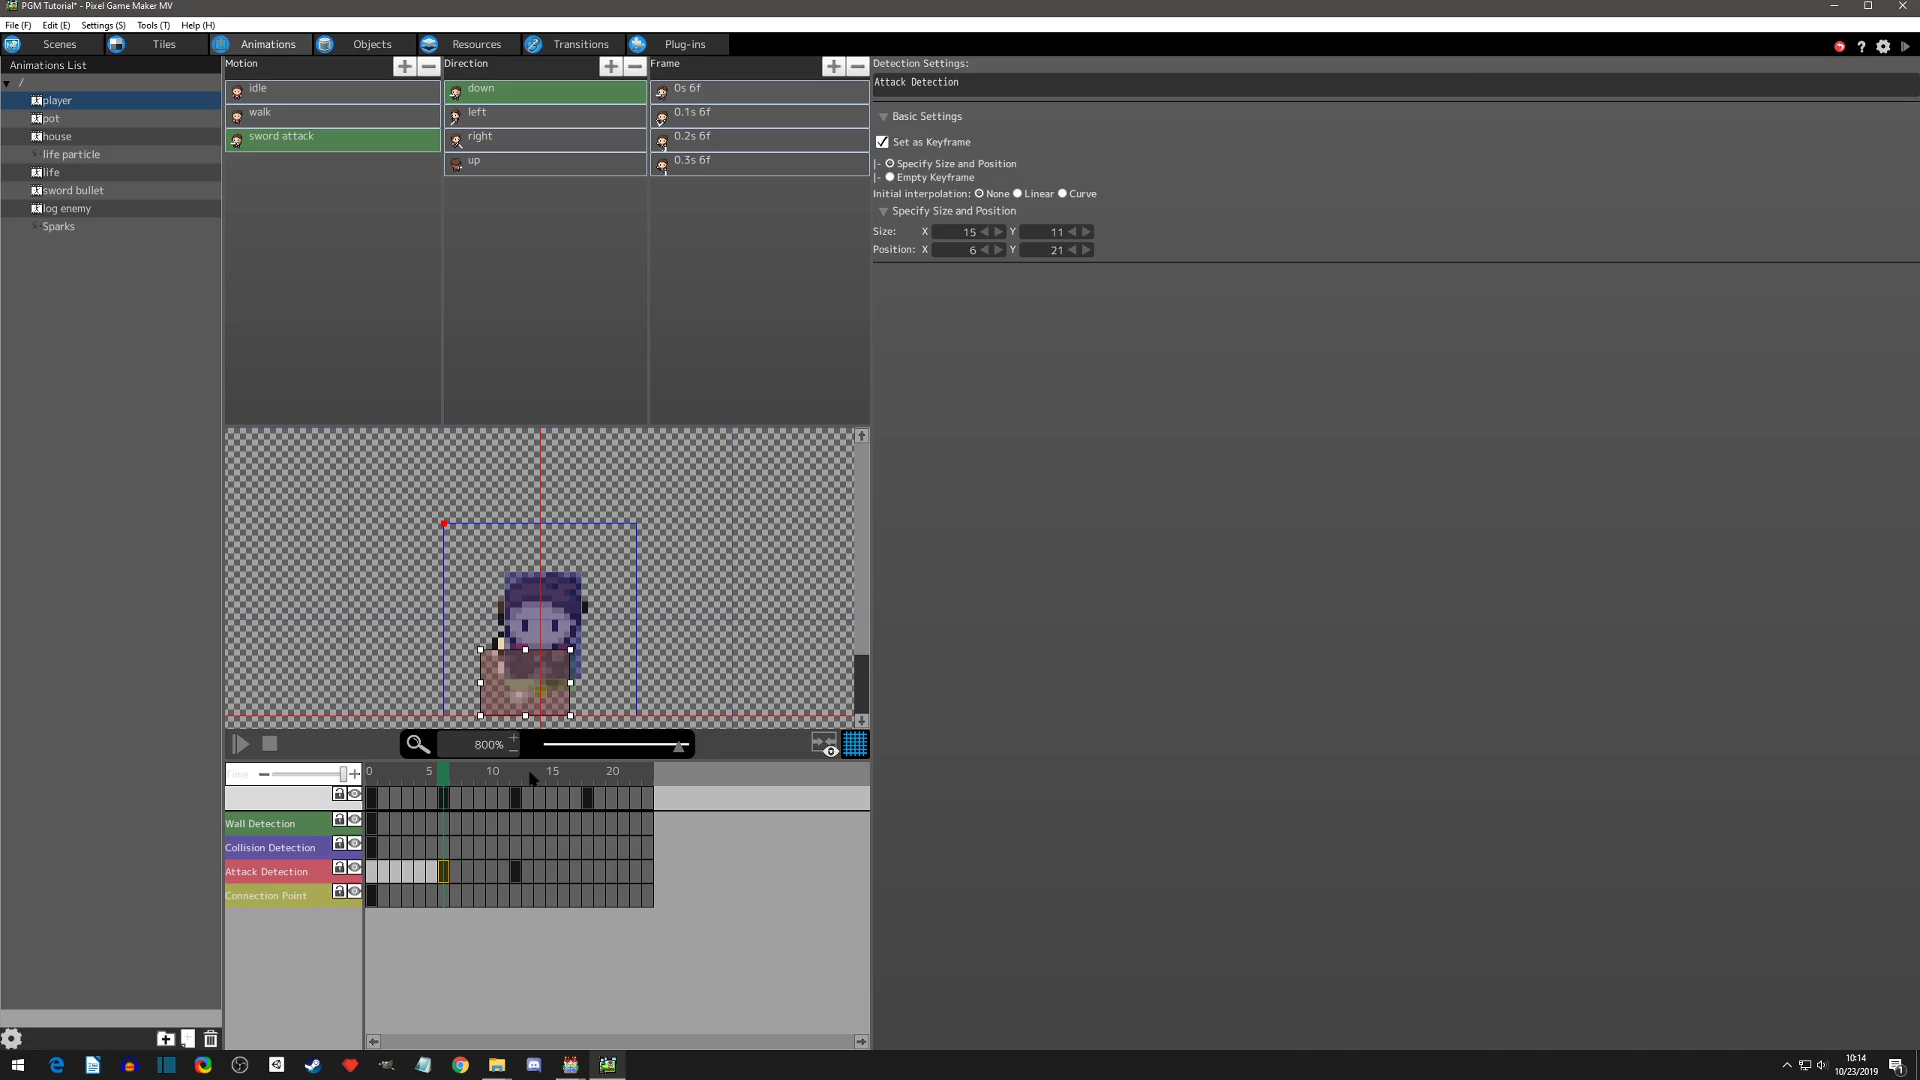 PGM Tutorial* - Pixel Game Maker MV
File (F) Edit (E) Settings (S) Tools (T) Help (H)
Scenes Tiles Animations Objects Resources Transitions Plug-ins
?
Animations List
/
player
pot
house
life particle
life
sword bullet
log enemy
Sparks
Motion
idle
walk
sword attack
Direction
down
left
right
up
Frame
0s 6f
0.1s 6f
0.2s 6f
0.3s 6f
Detection Settings:
Attack Detection
Basic Settings
Set as Keyframe
|- Specify Size and Position
|- Empty Keyframe
Initial interpolation: None Linear Curve
Specify Size and Position
Size: X 15 Y 11
Position: X 6 Y 21
800%
Time
0 5 10 15 20
Wall Detection
Collision Detection
Attack Detection
Connection Point
10:14
10/23/2019